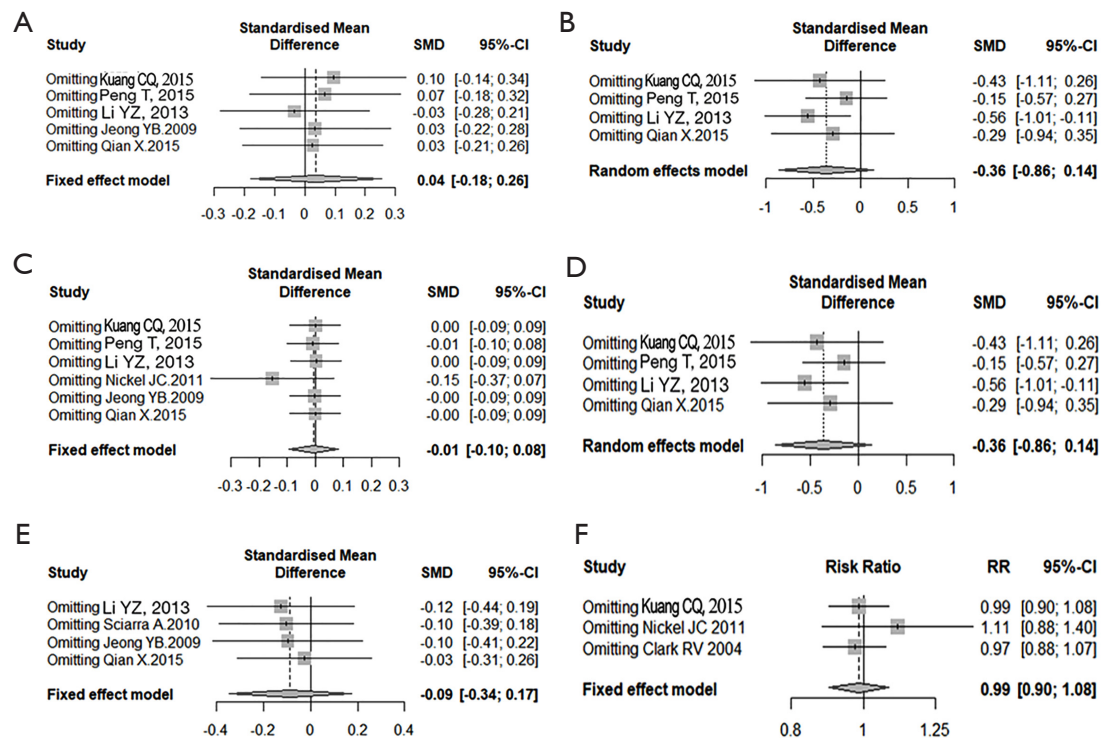 A
Standardised Mean
Difference
Study SMD 95%-CI
Omitting Kuang CQ, 2015 0.10 [-0.14; 0.34]
Omitting Peng T, 2015 0.07 [-0.18; 0.32]
Omitting Li YZ, 2013 -0.03 [-0.28; 0.21]
Omitting Jeong YB.2009 0.03 [-0.22; 0.28]
Omitting Qian X.2015 0.03 [-0.21; 0.26]
Fixed effect model 0.04 [-0.18; 0.26]
-0.3 -0.2 -0.1 0 0.1 0.2 0.3
B
Standardised Mean
Difference
Study SMD 95%-CI
Omitting Kuang CQ, 2015 -0.43 [-1.11; 0.26]
Omitting Peng T, 2015 -0.15 [-0.57; 0.27]
Omitting Li YZ, 2013 -0.56 [-1.01; -0.11]
Omitting Qian X.2015 -0.29 [-0.94; 0.35]
Random effects model -0.36 [-0.86; 0.14]
-1 -0.5 0 0.5 1
C
Standardised Mean
Difference
Study SMD 95%-CI
Omitting Kuang CQ, 2015 0.00 [-0.09; 0.09]
Omitting Peng T, 2015 -0.01 [-0.10; 0.08]
Omitting Li YZ, 2013 0.00 [-0.09; 0.09]
Omitting Nickel JC.2011 -0.15 [-0.37; 0.07]
Omitting Jeong YB.2009 -0.00 [-0.09; 0.09]
Omitting Qian X.2015 -0.00 [-0.09; 0.09]
Fixed effect model -0.01 [-0.10; 0.08]
-0.3 -0.2 -0.1 0 0.1 0.2 0.3
D
Standardised Mean
Difference
Study SMD 95%-CI
Omitting Kuang CQ, 2015 -0.43 [-1.11; 0.26]
Omitting Peng T, 2015 -0.15 [-0.57; 0.27]
Omitting Li YZ, 2013 -0.56 [-1.01; -0.11]
Omitting Qian X.2015 -0.29 [-0.94; 0.35]
Random effects model -0.36 [-0.86; 0.14]
-1 -0.5 0 0.5 1
E
Standardised Mean
Difference
Study SMD 95%-CI
Omitting Li YZ, 2013 -0.12 [-0.44; 0.19]
Omitting Sciarra A.2010 -0.10 [-0.39; 0.18]
Omitting Jeong YB.2009 -0.10 [-0.41; 0.22]
Omitting Qian X.2015 -0.03 [-0.31; 0.26]
Fixed effect model -0.09 [-0.34; 0.17]
-0.4 -0.2 0 0.2 0.4
F
Study Risk Ratio RR 95%-CI
Omitting Kuang CQ, 2015 0.99 [0.90; 1.08]
Omitting Nickel JC 2011 1.11 [0.88; 1.40]
Omitting Clark RV 2004 0.97 [0.88; 1.07]
Fixed effect model 0.99 [0.90; 1.08]
0.8 1 1.25